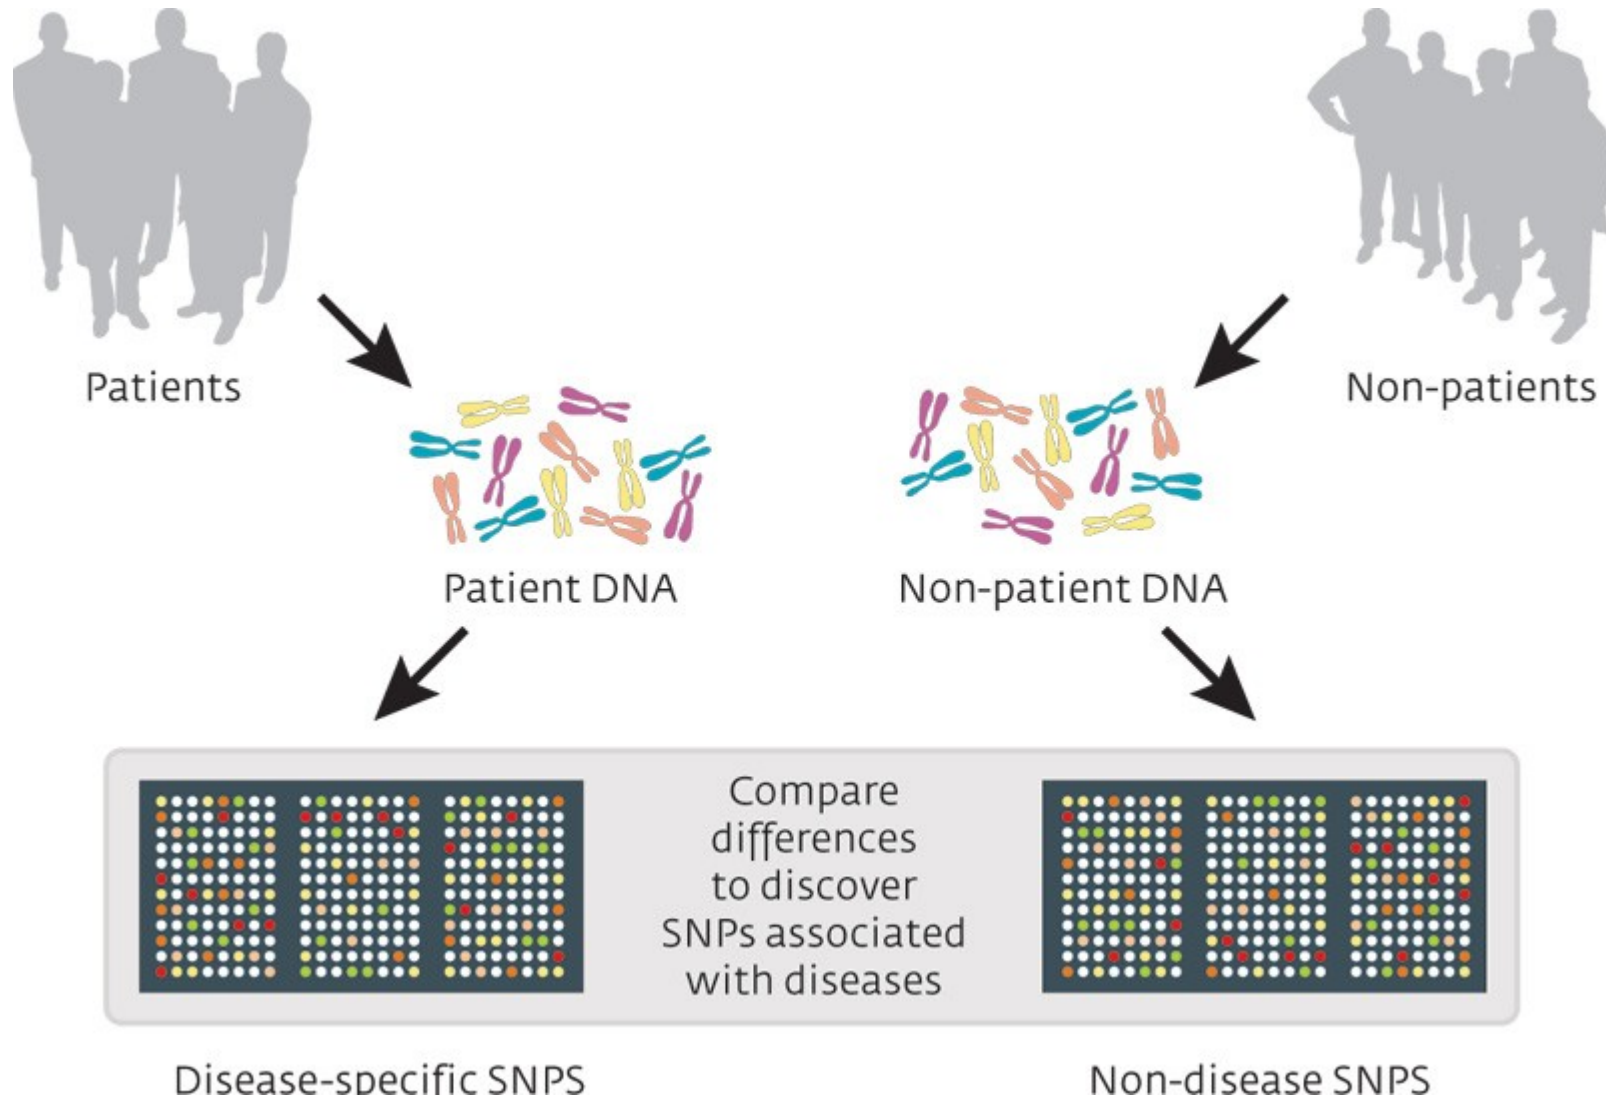 Patients
Non-patients
Patient DNA
Non-patient DNA
Compare
differences
to discover
SNPs associated
with diseases
Disease-specific SNPS
Non-disease SNPS